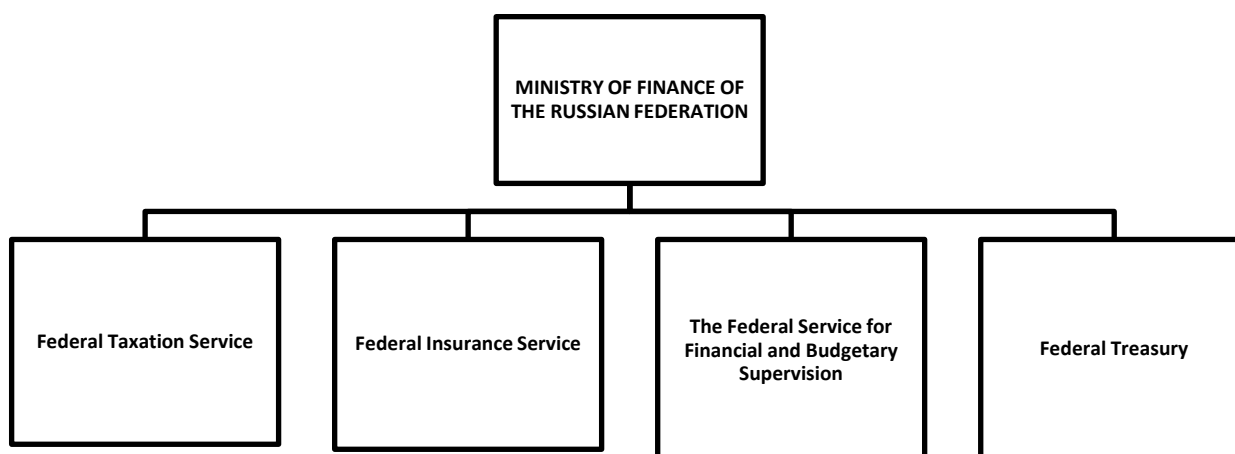 MINISTRY OF FINANCE OF
THE RUSSIAN FEDERATION
Federal Taxation Service
Federal Insurance Service
The Federal Service for
Financial and Budgetary
Supervision
Federal Treasury